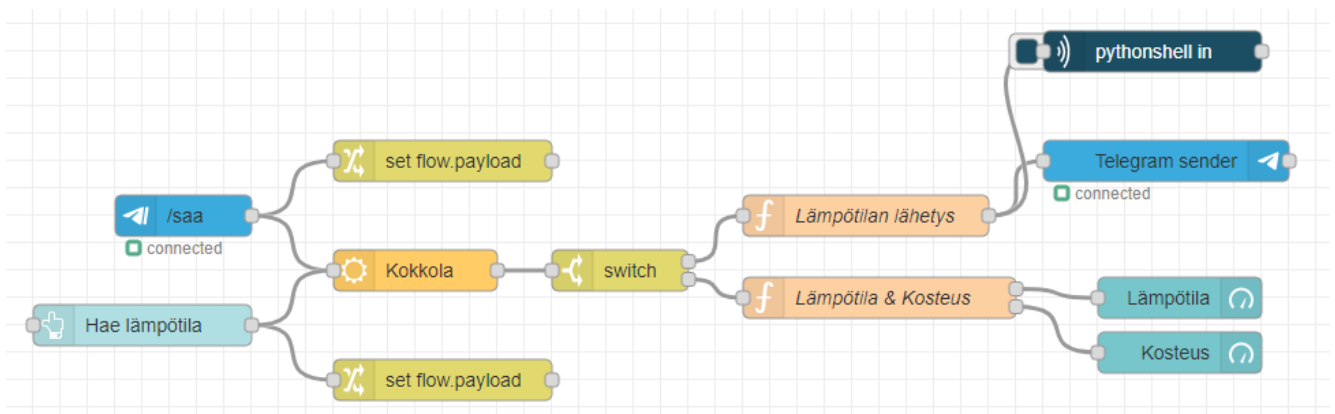 pythonshell in
set flow.payload
Telegram sender
connected
/saa
connected
Lämpötilan lähetys
Kokkola
switch
Lämpötila & Kosteus
Lämpötila
Hae lämpötila
Kosteus
set flow.payload